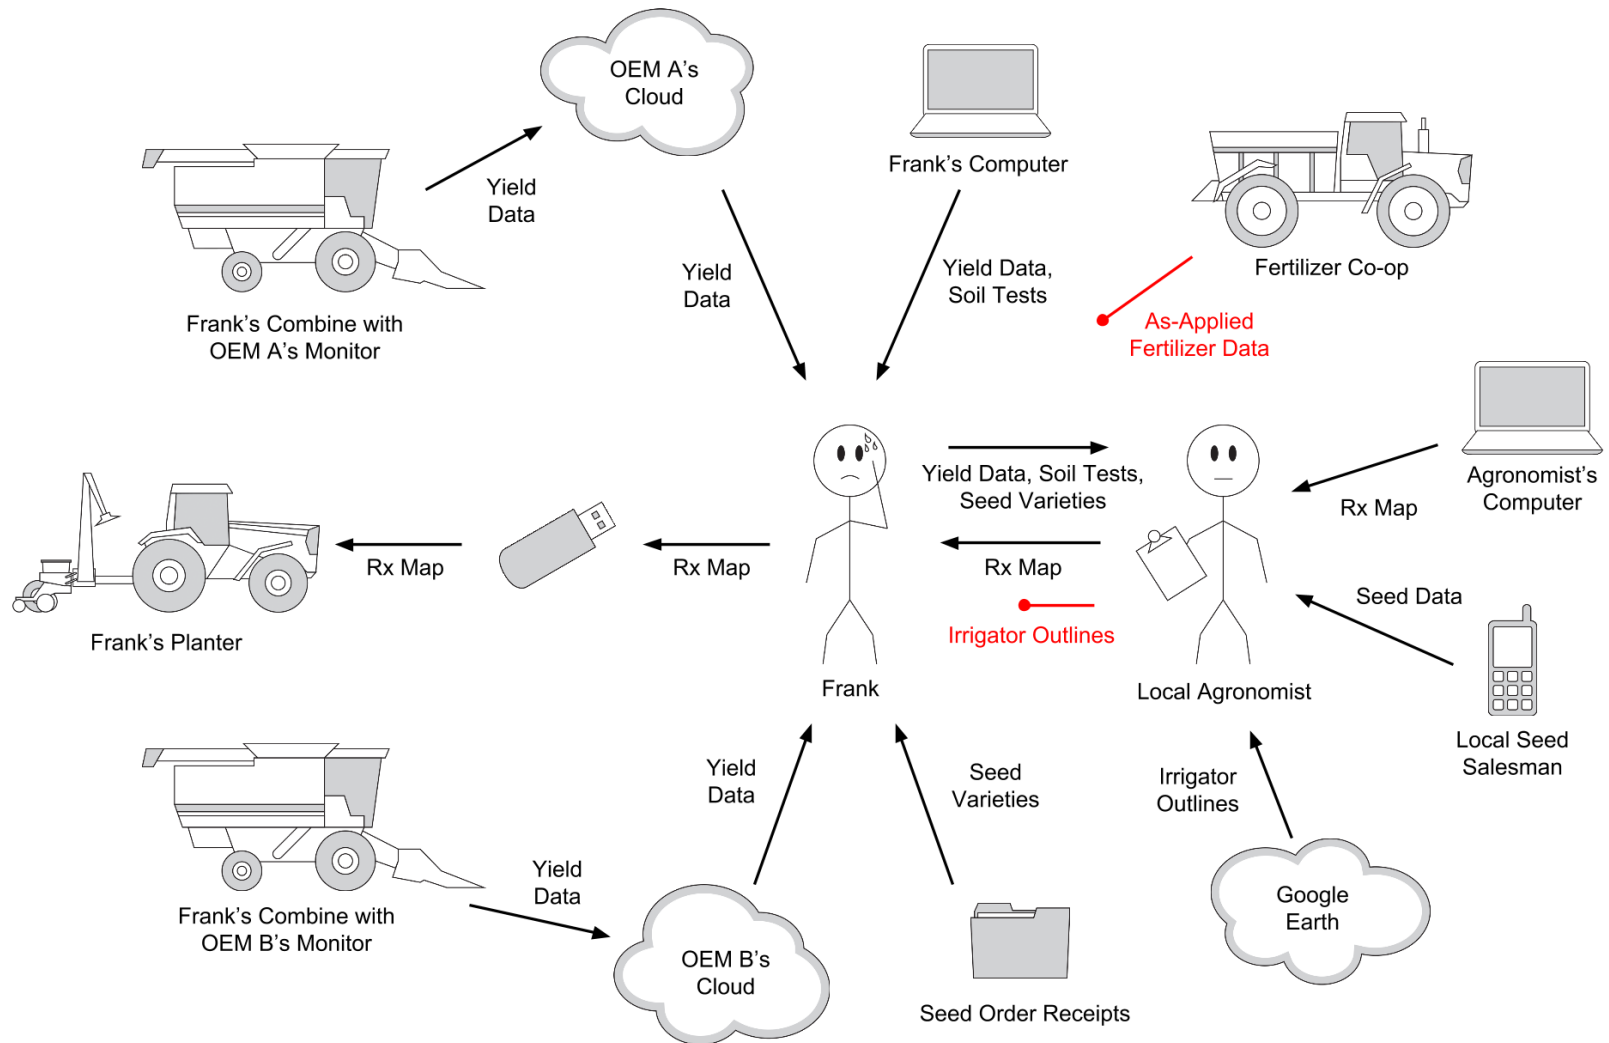 OEM A's
Cloud
Frank's Computer
Yield
Data
Frank's Combine with
OEM A's Monitor
Yield
Data
Yield Data,
Soil Tests
Fertilizer Co-op
As-Applied
Fertilizer Data
Yield Data, Soil Tests,
Seed Varieties
Agronomist's
Computer
Rx Map
Rx Map
Rx Map
Rx Map
Frank's Planter
Irrigator Outlines
Seed Data
Frank
Local Agronomist
Local Seed
Salesman
Yield
Data
Seed
Varieties
Irrigator
Outlines
Yield
Data
Frank's Combine with
OEM B's Monitor
OEM B's
Cloud
Google
Earth
Seed Order Receipts